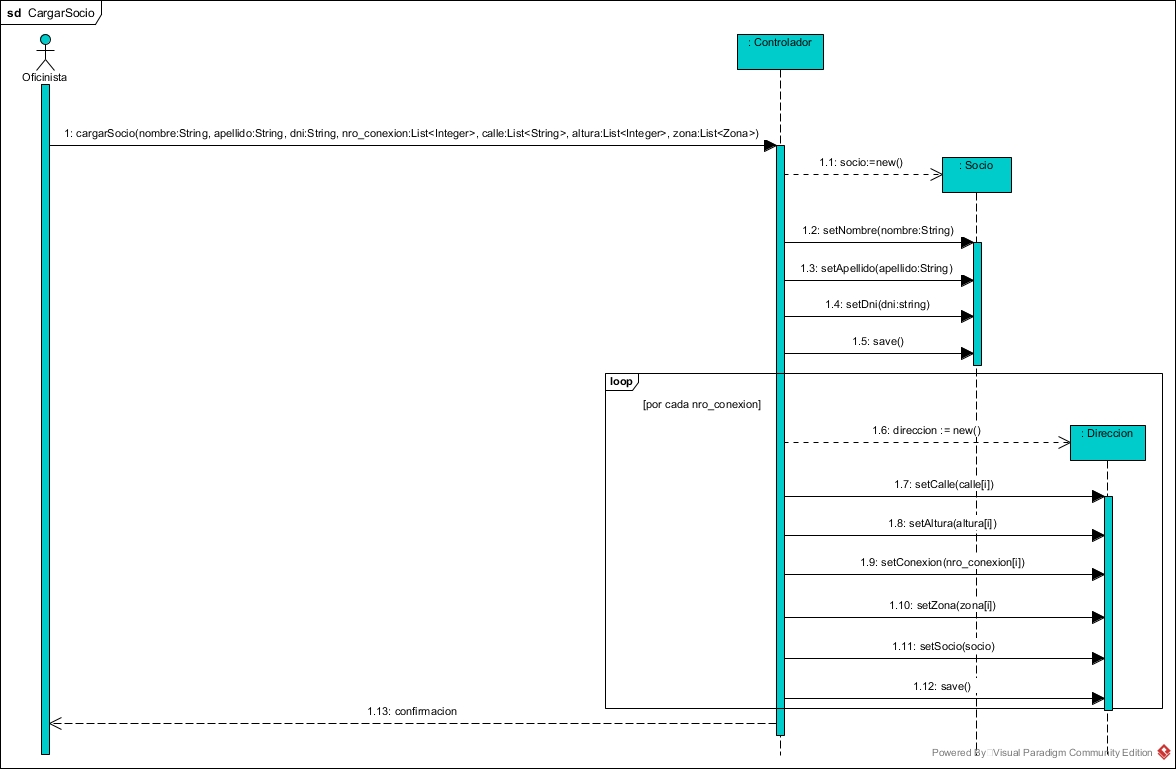 sd CargarSocio
Oficinista
: Controlador
1: cargarSocio(nombre:String, apellido:String, dni:String, nro_conexion:List<Integer>, calle:List<String>, altura:List<Integer>, zona:List<Zona>)
1.1: socio:=new()
: Socio
1.2: setNombre(nombre:String)
1.3: setApellido(apellido:String)
1.4: setDni(dni:string)
1.5: save()
loop
[por cada nro_conexion]
1.6: direccion := new()
: Direccion
1.7: setCalle(calle[i])
1.8: setAltura(altura[i])
1.9: setConexion(nro_conexion[i])
1.10: setZona(zona[i])
1.11: setSocio(socio)
1.12: save()
1.13: confirmacion
Powered By Visual Paradigm Community Edition